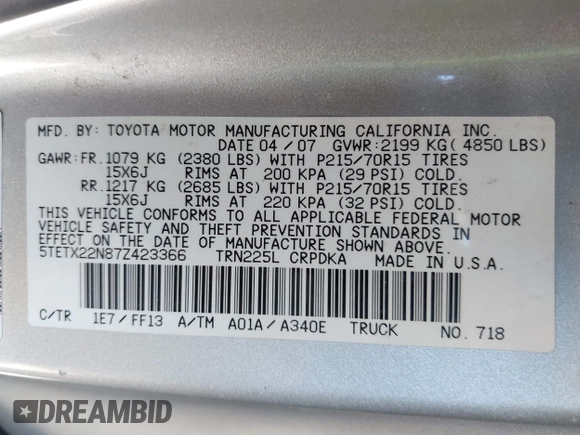 MFD. BY: TOYOTA MOTOR MANUFACTURING CALIFORNIA INC.
DATE 04 / 07 GVWR: 2199 KG( 4850 LBS)
GAWR: FR. 1079 KG (2380 LBS) WITH P215/70R15 TIRES
15X6J RIMS AT 200 KPA (29 PSI) COLD.
RR. 1217 KG (2685 LBS) WITH P215/70R15 TIRES
15X6J RIMS AT 220 KPA (32 PSI) COLD.
THIS VEHICLE CONFORMS TO ALL APPLICABLE FEDERAL MOTOR
VEHICLE SAFETY AND THEFT PREVENTION STANDARDS IN
EFFECT ON THE DATE OF MANUFACTURE SHOWN ABOVE.
5TETX22N87Z423366 TRN225L CRPDKA MADE IN U.S.A.
C/TR 1E7/FF13 A/TM A01A/A340E TRUCK NO. 718
DREAMBID